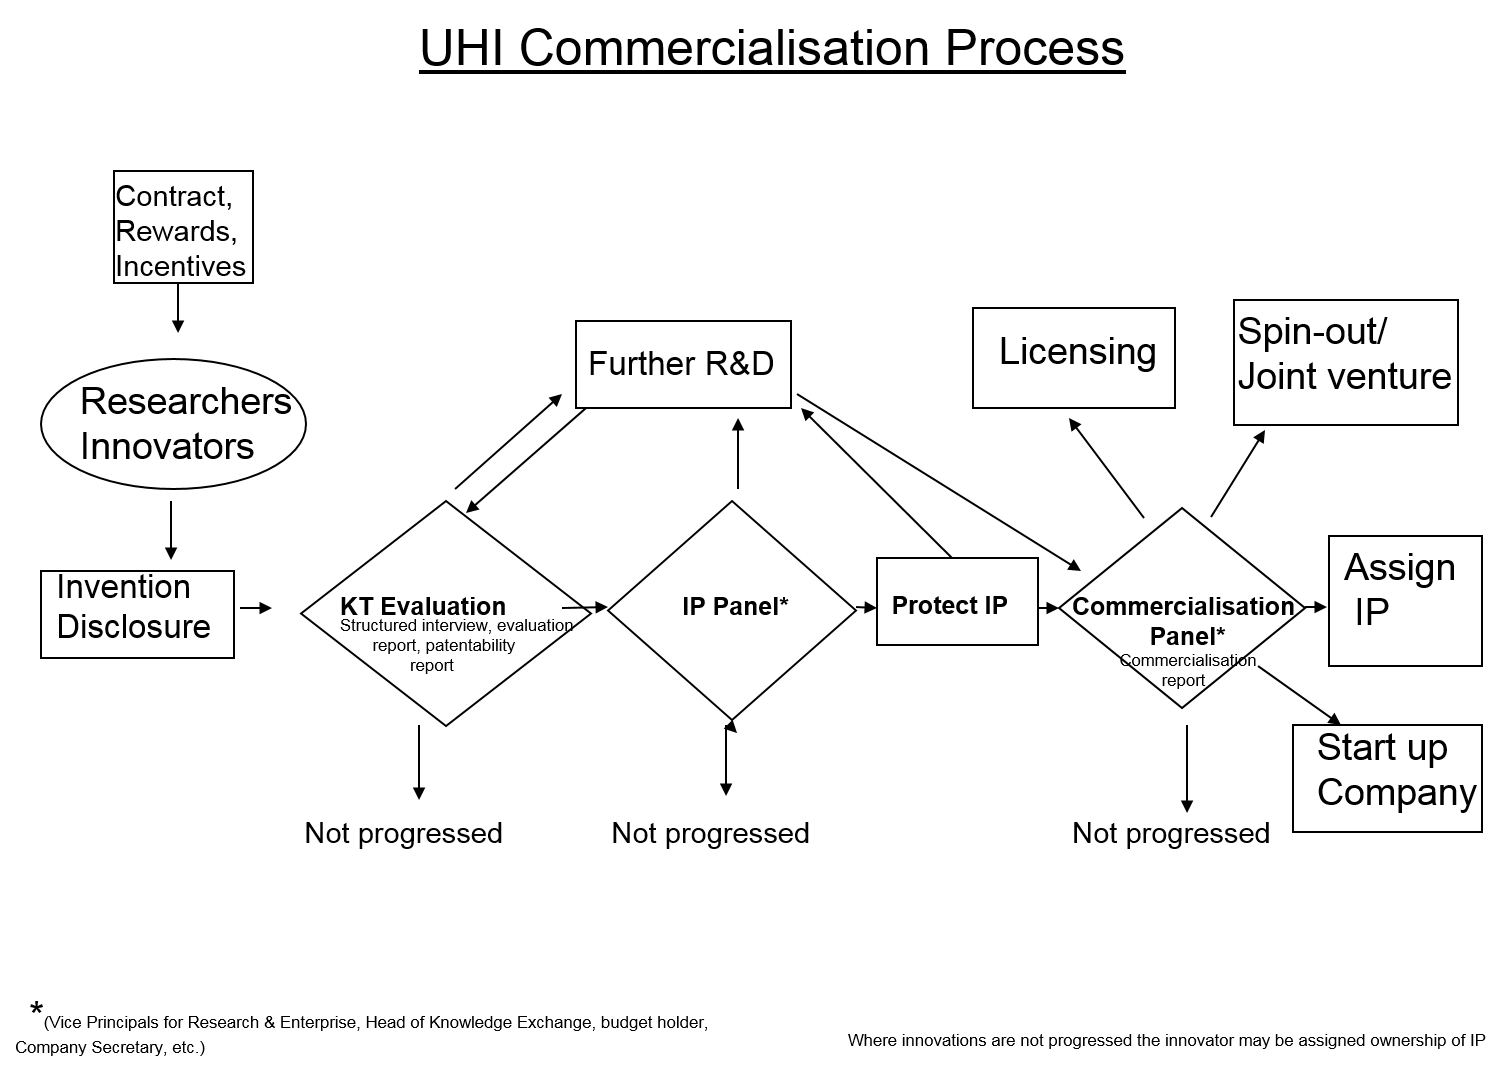 UHI Commercialisation Process
Contract,
Rewards,
Incentives
Researchers
Innovators
Invention
Disclosure
Further R&D
Licensing
Spin-out/
Joint venture
KT Evaluation
Structured interview, evaluation
report, patentability
report
IP Panel*
Protect IP
Commercialisation
Panel*
Commercialisation
report
Assign
IP
Start up
Company
Not progressed
Not progressed
Not progressed
*(Vice Principals for Research & Enterprise, Head of Knowledge Exchange, budget holder,
Company Secretary, etc.)
Where innovations are not progressed the innovator may be assigned ownership of IP